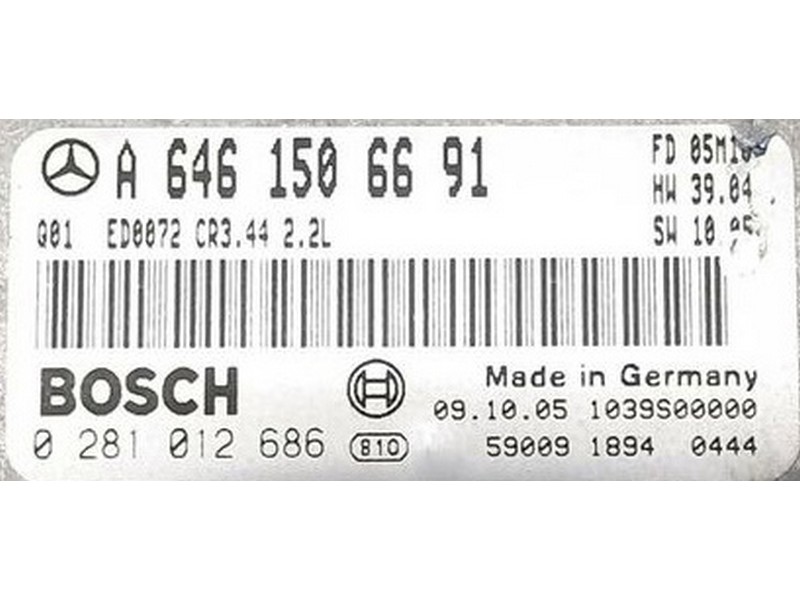 A 646 150 66 91
FD
HW 39.04
Q01 ED0072 CR3.44 2.2L
SW 10
BOSCH
Made in Germany
09.10.05 1039S00000
0 281 012 686 810
59009 1894 0444